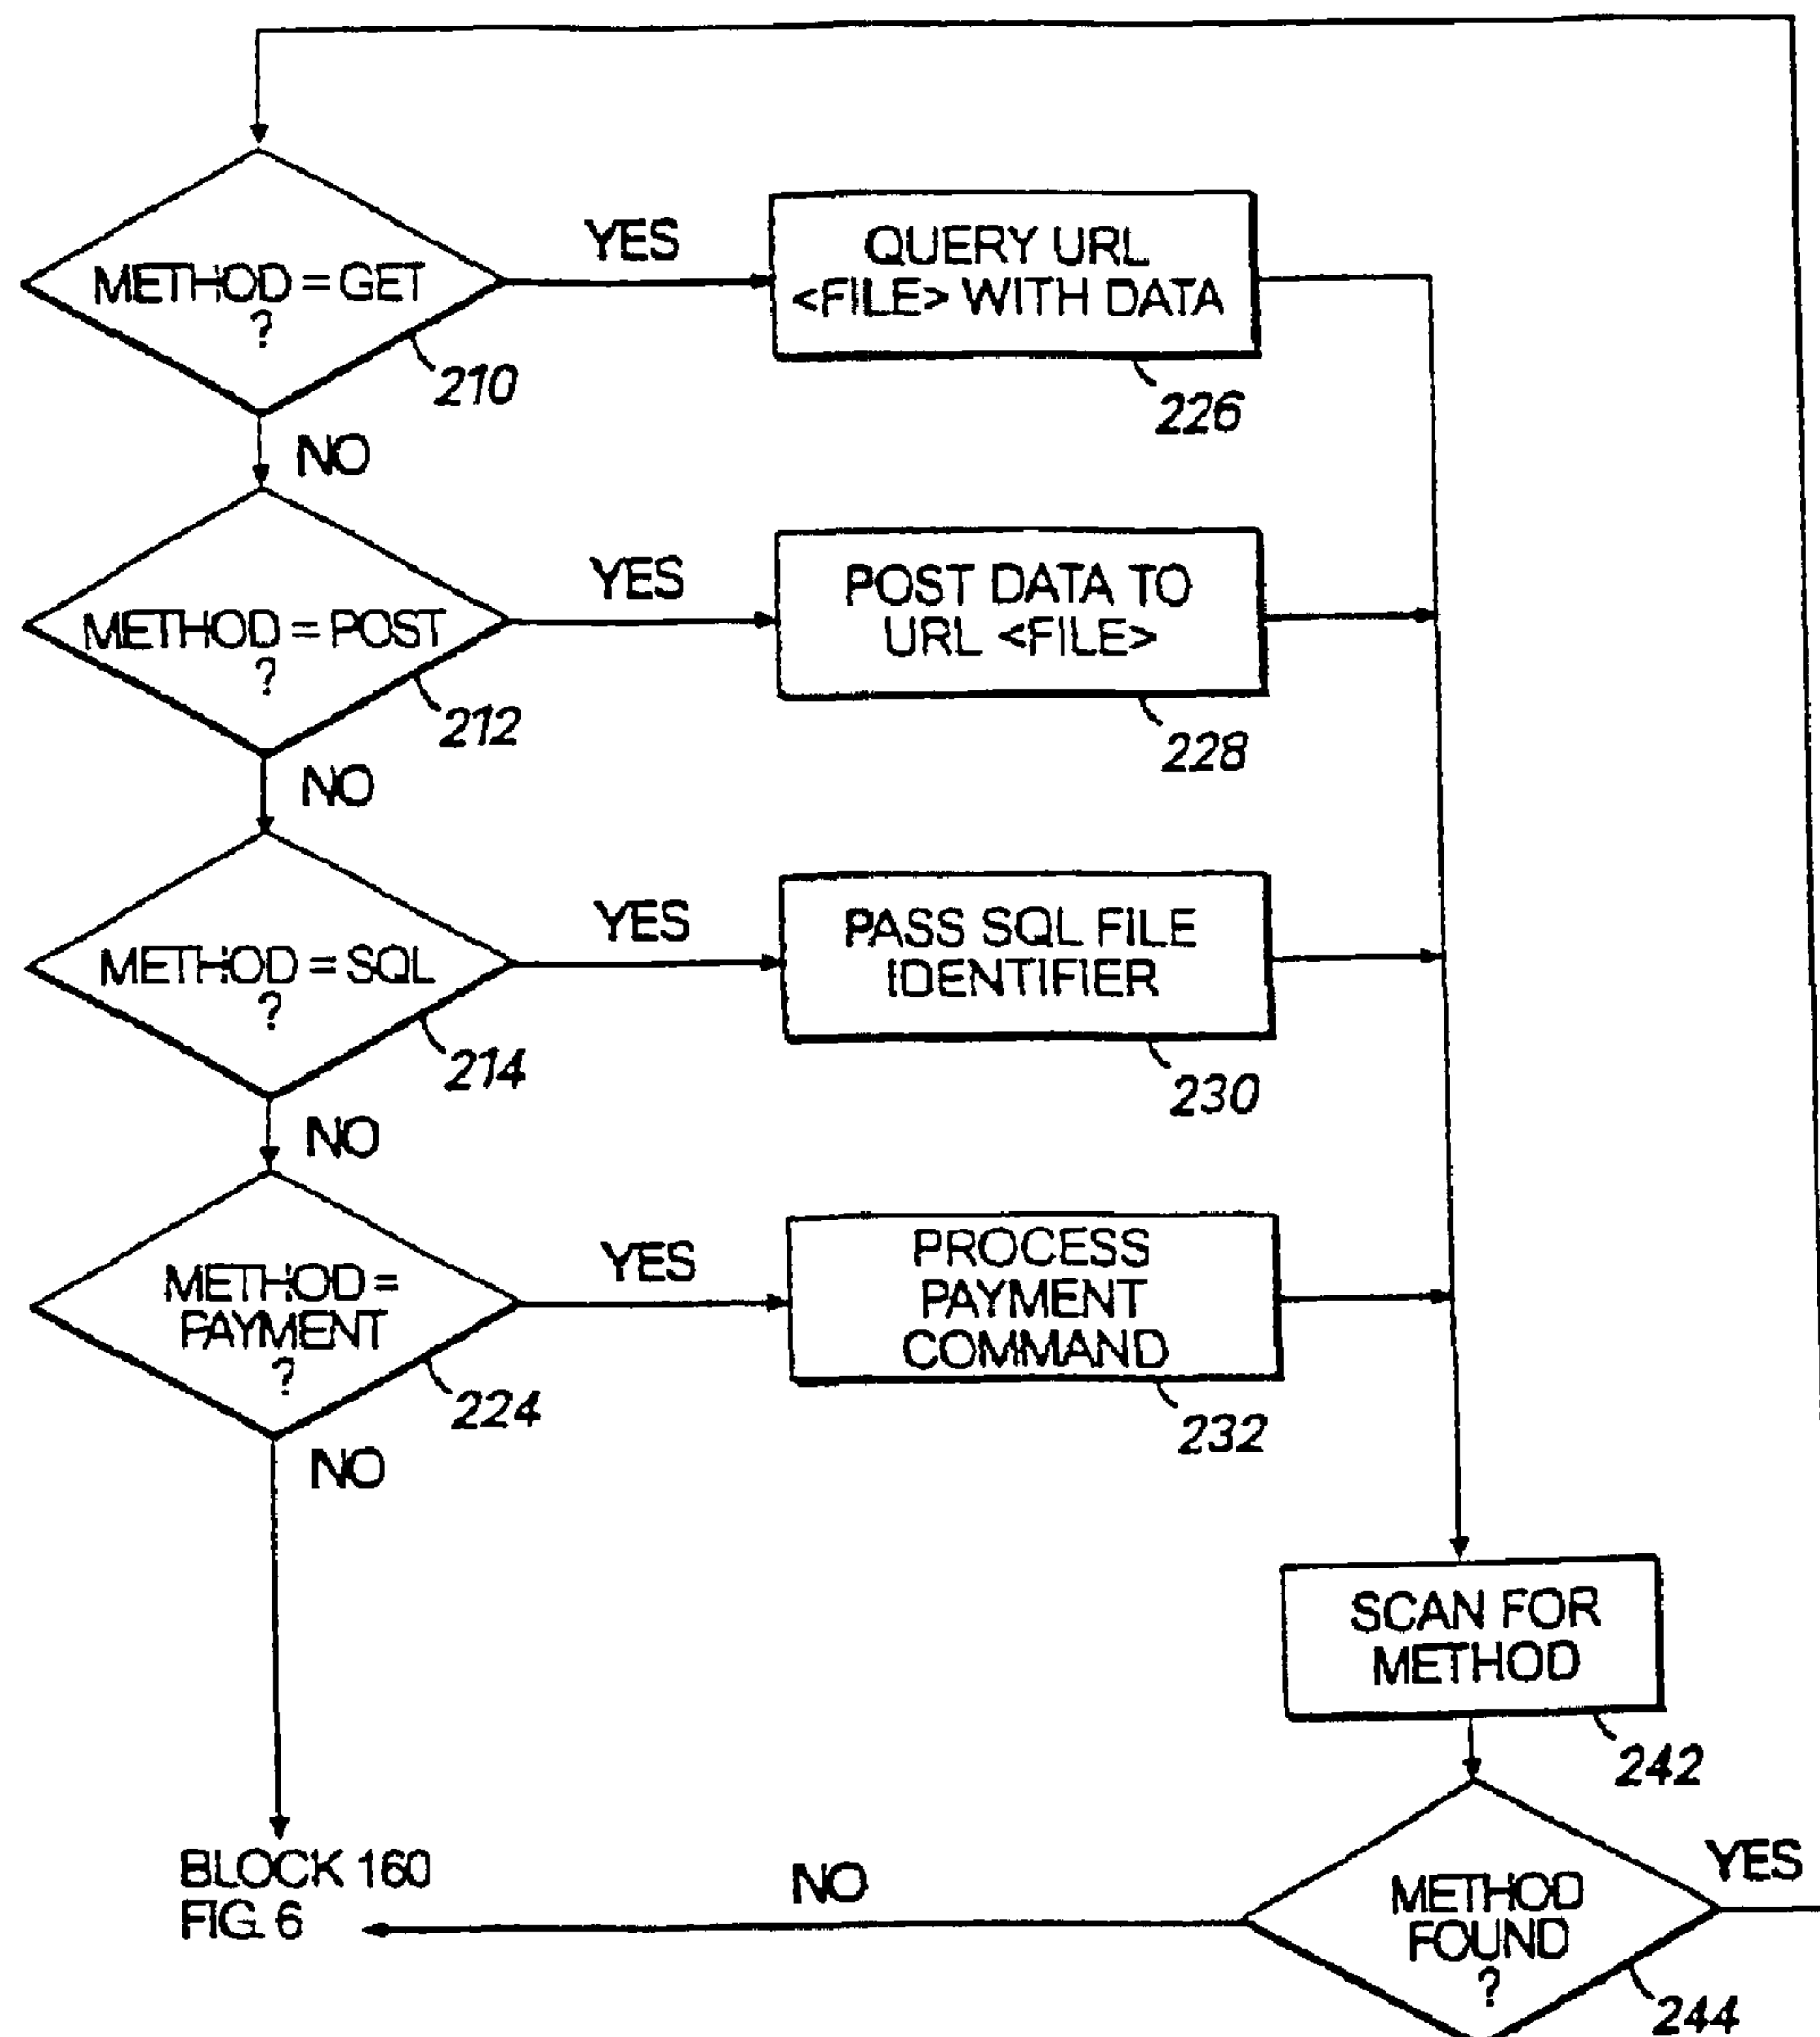 METHOD = GET
?
210
YES
QUERY URL
<FILE> WITH DATA
226
NO
METHOD = POST
?
212
YES
POST DATA TO
URL <FILE>
228
NO
METHOD = SQL
?
214
YES
PASS SQL FILE
IDENTIFIER
230
NO
METHOD =
PAYMENT
?
224
YES
PROCESS
PAYMENT
COMMAND
232
NO
SCAN FOR
METHOD
242
BLOCK 160
FIG. 6
NO
METHOD
FOUND
?
244
YES